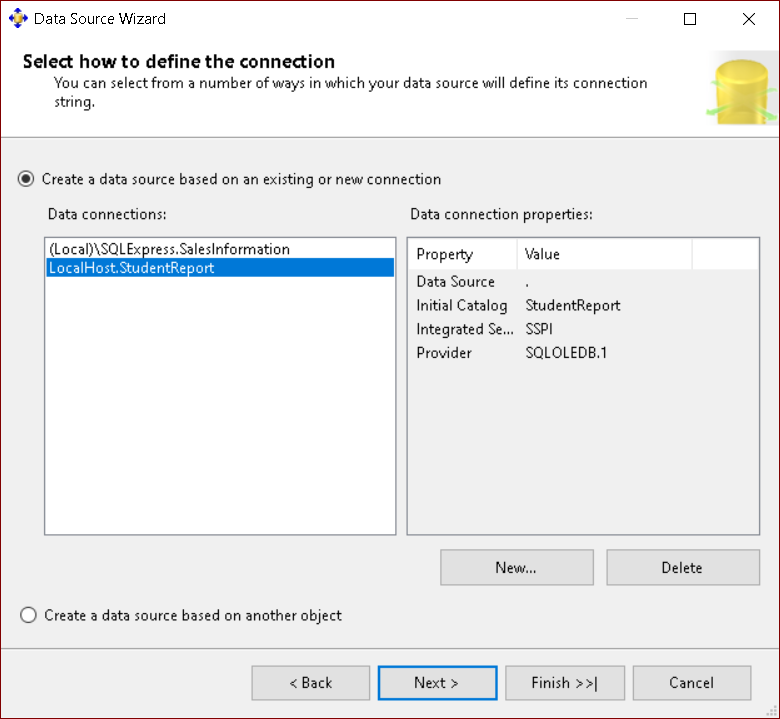 Data Source Wizard
Select how to define the connection
You can select from a number of ways in which your data source will define its connection
string.
Create a data source based on an existing or new connection
Data connections:
(Local)\SQLExpress.SalesInformation
LocalHost.StudentReport
Data connection properties:
Property Value
Data Source .
Initial Catalog StudentReport
Integrated Se... SSPI
Provider SQLOLEDB.1
New... Delete
Create a data source based on another object
< Back Next > Finish >>| Cancel